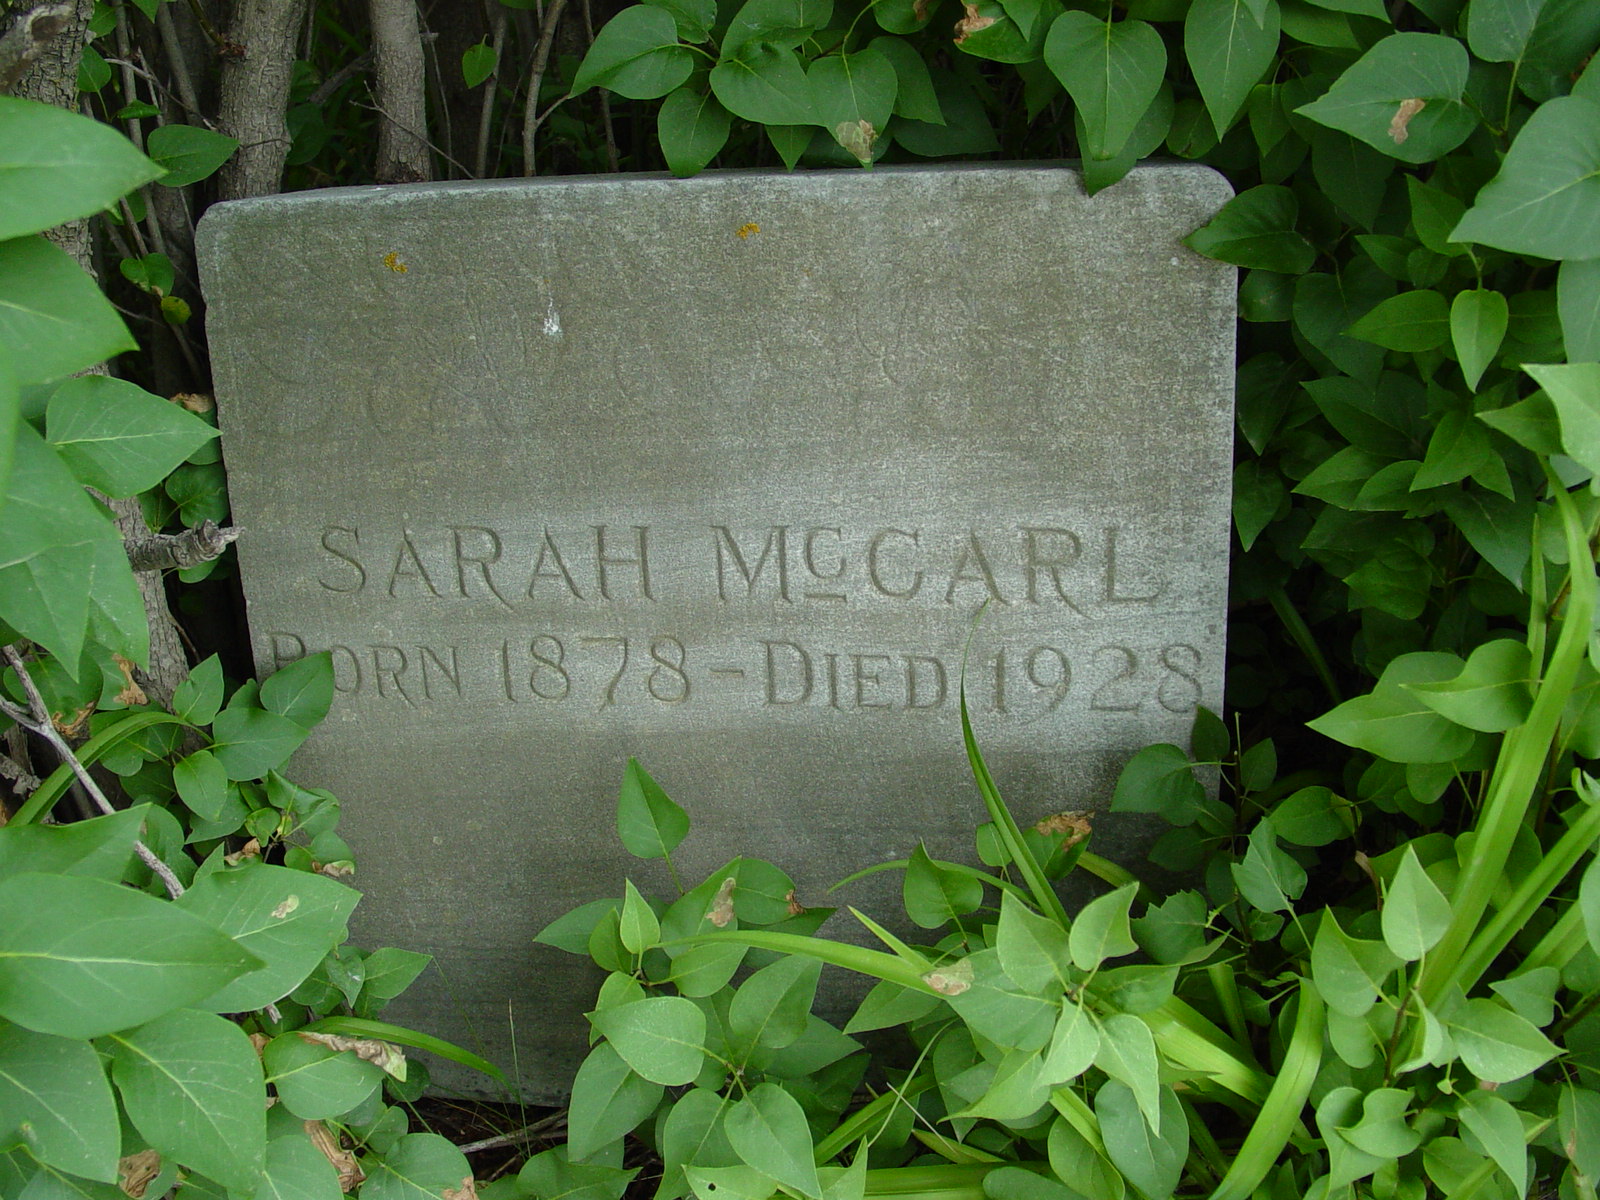 SARAH McCARL
BORN 1878 - DIED 1928